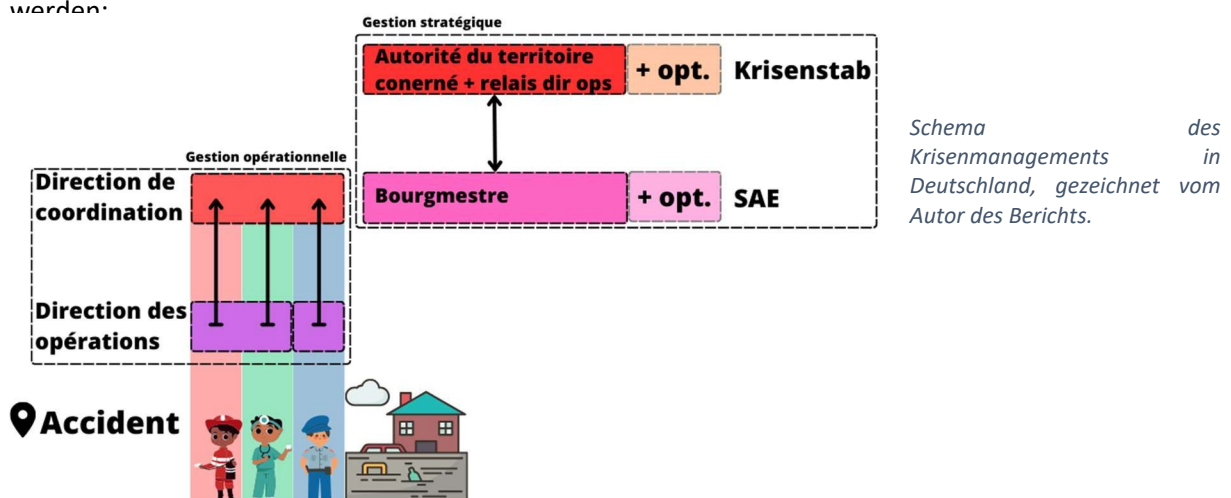 werden:
Gestion stratégique
Autorité du territoire
conerné + relais dir ops
+ opt.
Krisenstab
Bourgmestre
+ opt.
SAE
Gestion opérationnelle
Direction de
coordination
Direction des
opérations
Accident
Schema des
Krisenmanagements in
Deutschland, gezeichnet vom
Autor des Berichts.